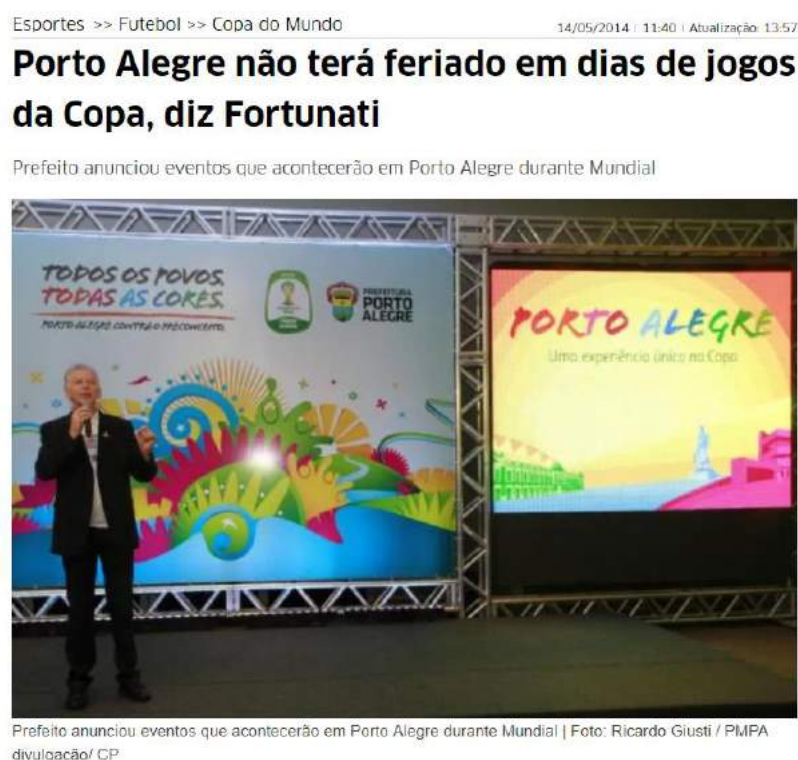 Esportes >> Futebol >> Copa do Mundo
14/05/2014 | 11:40 | Atualização: 13:57
Porto Alegre não terá feriado em dias de jogos
da Copa, diz Fortunati
Prefeito anunciou eventos que acontecerão em Porto Alegre durante Mundial
TODOS OS POVOS.
TODAS AS CORES.
PORTO ALEGRE CONTRA O PRECONCEITO.
PREFEITURA
PORTO
ALEGRE
PORTO ALEGRE
Uma experiência única na Copa
Prefeito anunciou eventos que acontecerão em Porto Alegre durante Mundial | Foto: Ricardo Giusti / PMPA
divulgação/ CP